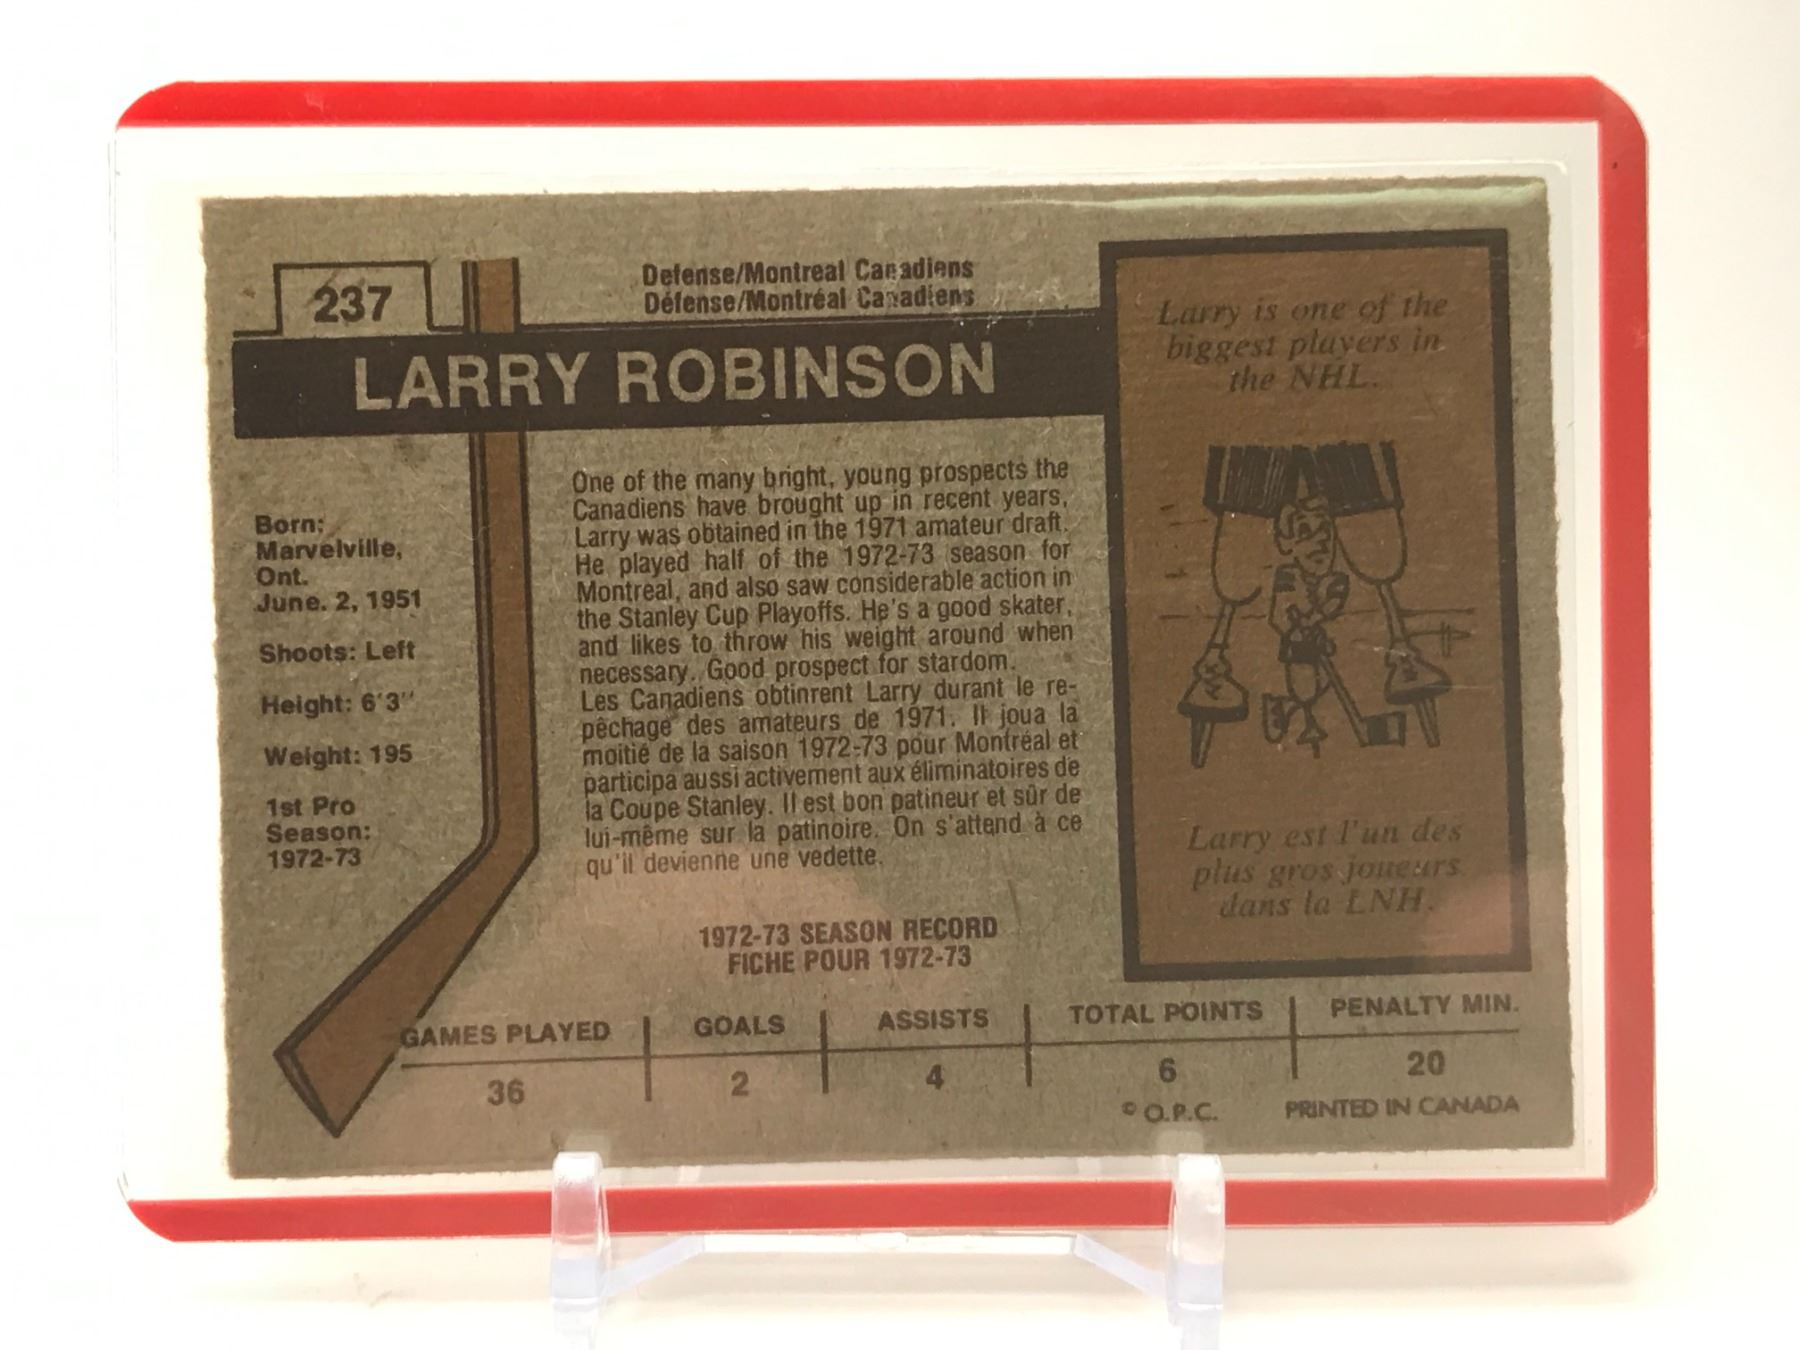 237
Defense/Montreal Canadiens
Défense/Montréal Canadiens
LARRY ROBINSON
Born:
Marvelville,
Ont.
June. 2, 1951
Shoots: Left
Height: 6'3"
Weight: 195
1st Pro
Season:
1972-73
One of the many bright, young prospects the
Canadiens have brought up in recent years,
Larry was obtained in the 1971 amateur draft.
He played half of the 1972-73 season for
Montreal, and also saw considerable action in
the Stanley Cup Playoffs. He's a good skater,
and likes to throw his weight around when
necessary. Good prospect for stardom.
Les Canadiens obtinrent Larry durant le re-
pêchage des amateurs de 1971. Il joua la
moitié de la saison 1972-73 pour Montréal et
participa aussi activement aux éliminatoires de
la Coupe Stanley. Il est bon patineur et sûr de
lui-même sur la patinoire. On s'attend à ce
qu'il devienne une vedette.
Larry is one of the
biggest players in
the NHL.
Larry est l'un des
plus gros joueurs
dans la LNH.
1972-73 SEASON RECORD
FICHE POUR 1972-73
GAMES PLAYED GOALS ASSISTS TOTAL POINTS PENALTY MIN.
36 2 4 6 20
© O.P.C. PRINTED IN CANADA